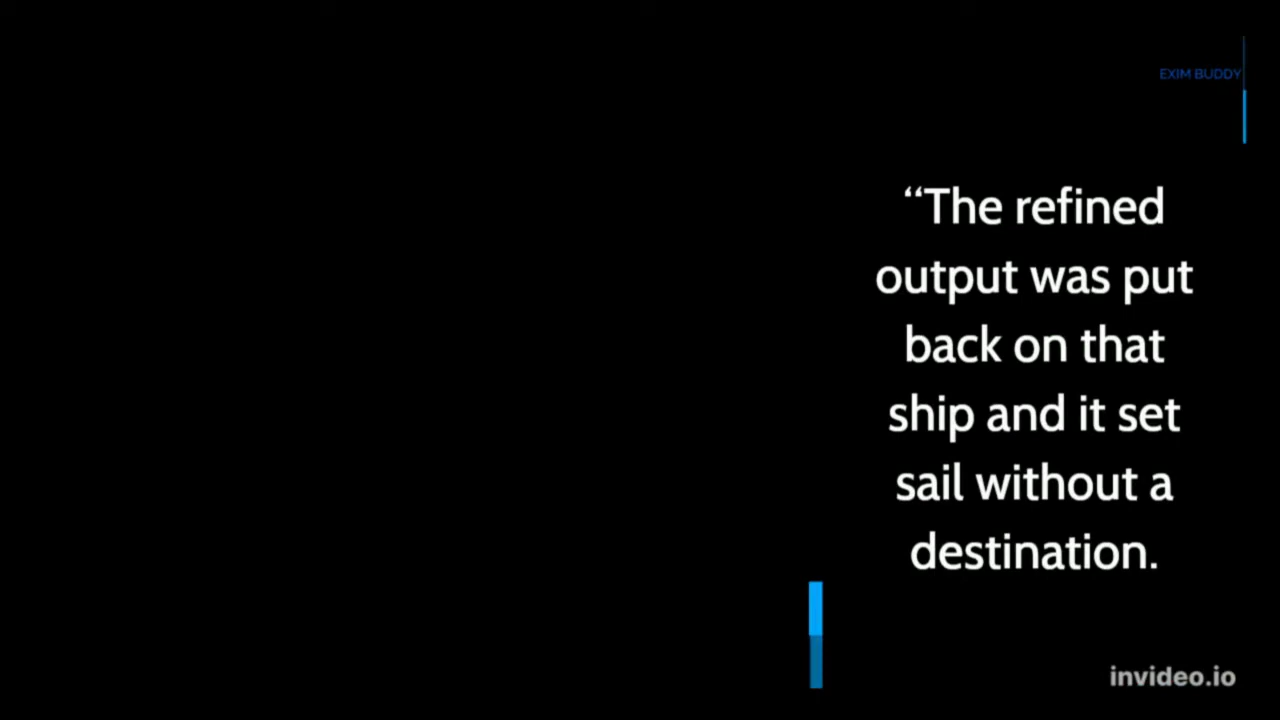 EXIM BUDDY
“The refined
output was put
back on that
ship and it set
sail without a
destination.
invideo.io